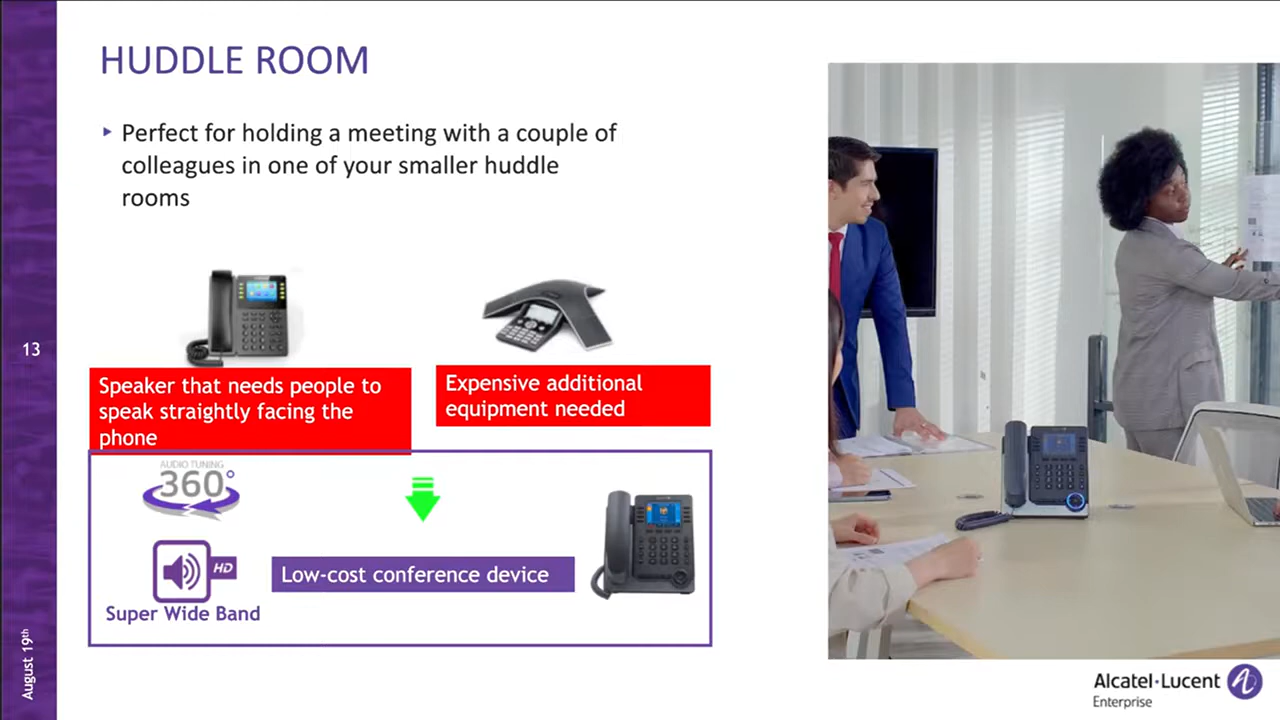 HUDDLE ROOM
Perfect for holding a meeting with a couple of
colleagues in one of your smaller huddle
rooms
Speaker that needs people to
speak straightly facing the
phone
Expensive additional
equipment needed
AUDIO TUNING
360°
HD
Super Wide Band
Low-cost conference device
13
August 19th
Alcatel·Lucent
Enterprise